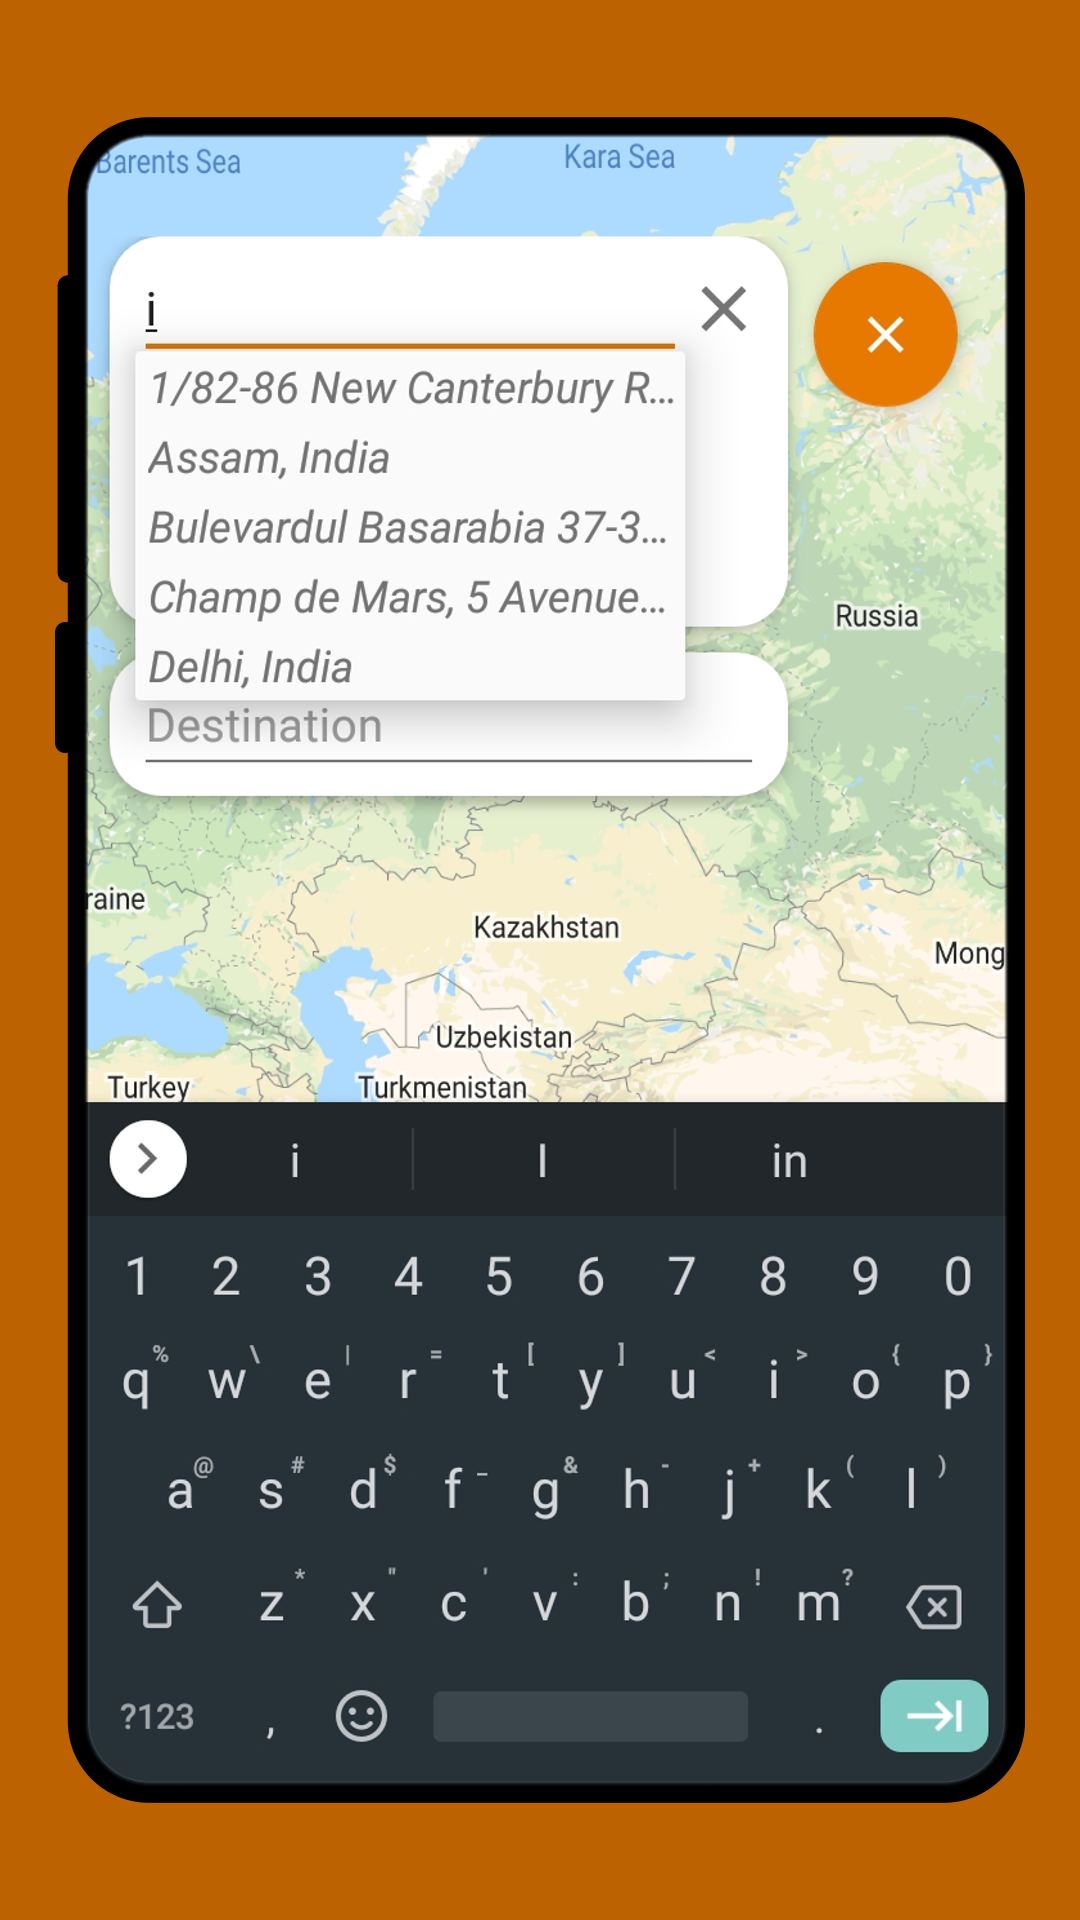 Barents Sea
Kara Sea
i
1/82-86 New Canterbury R...
Assam, India
Bulevardul Basarabia 37-3...
Champ de Mars, 5 Avenue...
Delhi, India
Destination
Russia
raine
Kazakhstan
Mong
Uzbekistan
Turkey
Turkmenistan
i I in
1 2 3 4 5 6 7 8 9 0
q% w\ e| r= t[ y] u< i> o{ p}
a@ s# d$ f_ g& h- j+ k( l)
z* x" c' v: b; n! m?
?123 , .